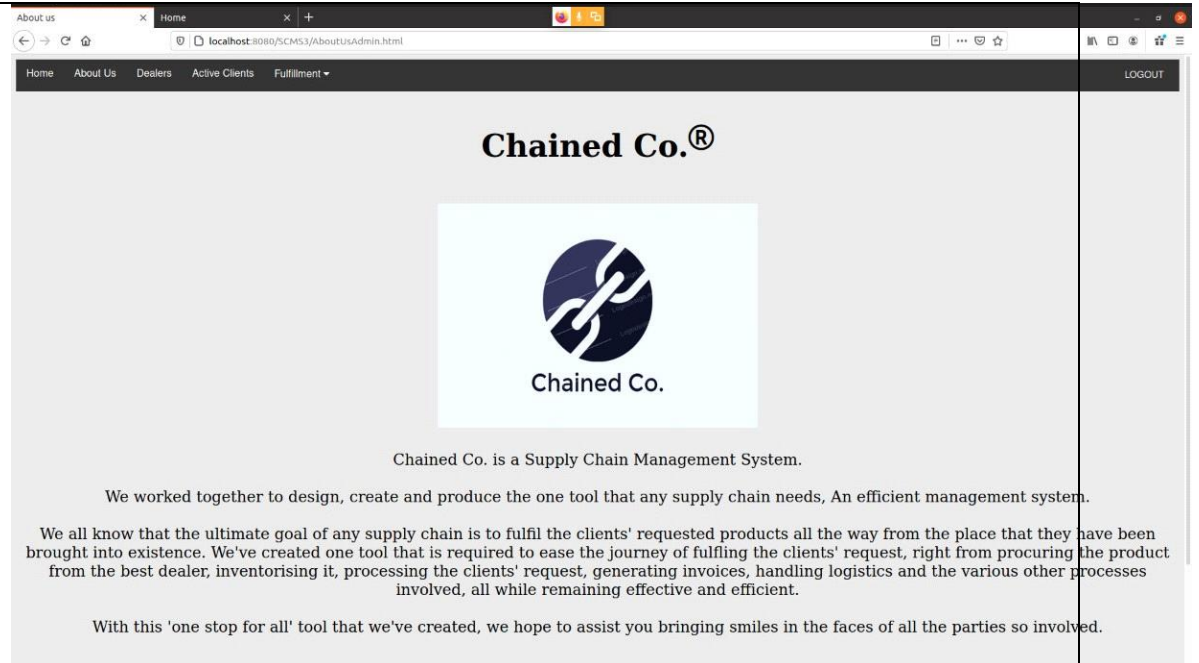 About us
Home
localhost:8080/SCMS3/AboutUsAdmin.html
Home About Us Dealers Active Clients Fulfillment LOGOUT
Chained Co.®
Chained Co.
Chained Co. is a Supply Chain Management System.
We worked together to design, create and produce the one tool that any supply chain needs, An efficient management system.
We all know that the ultimate goal of any supply chain is to fulfil the clients' requested products all the way from the place that they have been
brought into existence. We've created one tool that is required to ease the journey of fulfling the clients' request, right from procuring the product
from the best dealer, inventorising it, processing the clients' request, generating invoices, handling logistics and the various other processes
involved, all while remaining effective and efficient.
With this 'one stop for all' tool that we've created, we hope to assist you bringing smiles in the faces of all the parties so involved.